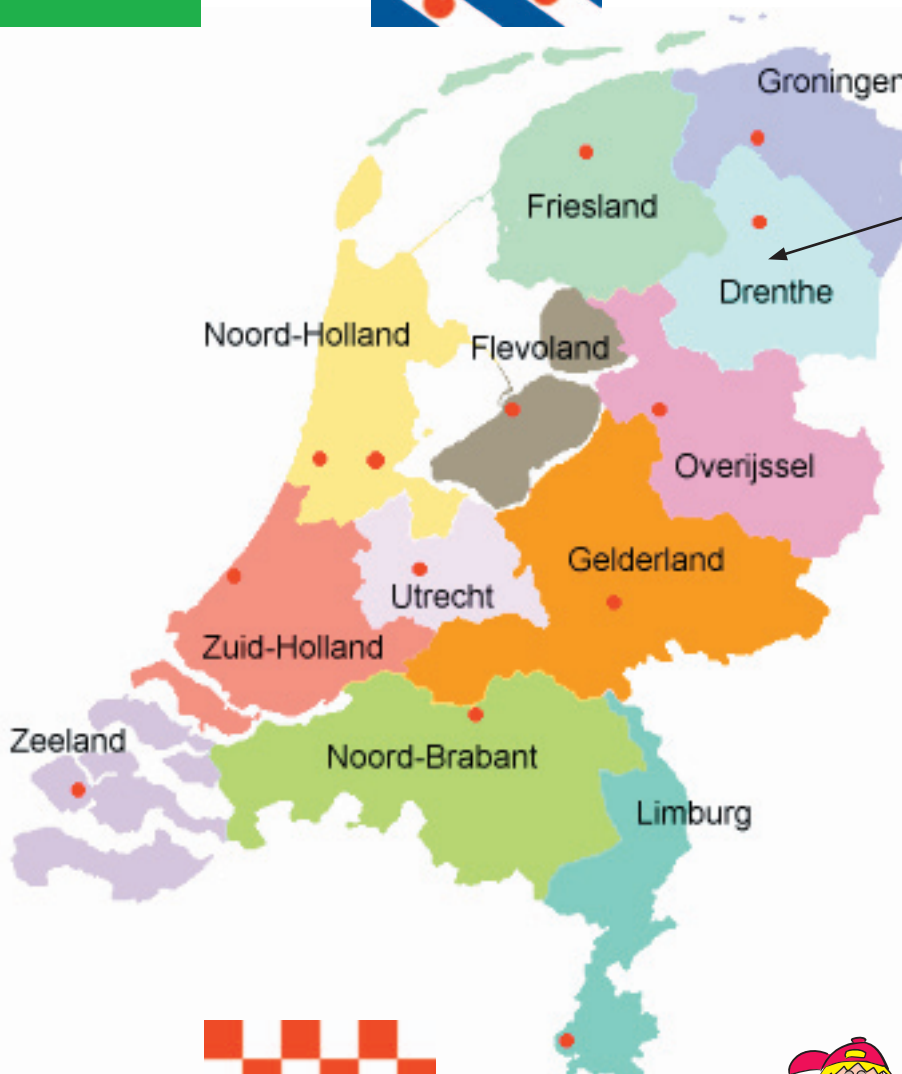 Groningen
Friesland
Drenthe
Noord-Holland
Flevoland
Overijssel
Gelderland
Utrecht
Zuid-Holland
Zeeland
Noord-Brabant
Limburg